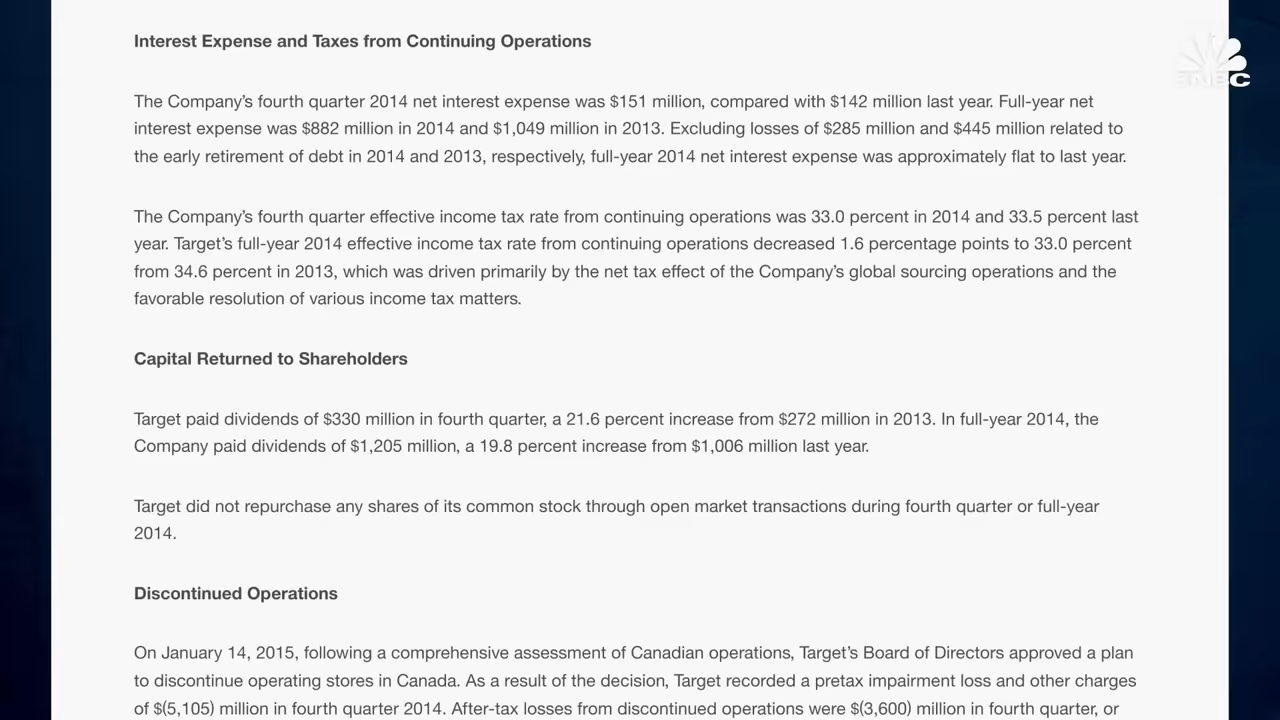 CNBC
Interest Expense and Taxes from Continuing Operations
The Company's fourth quarter 2014 net interest expense was $151 million, compared with $142 million last year. Full-year net
interest expense was $882 million in 2014 and $1,049 million in 2013. Excluding losses of $285 million and $445 million related to
the early retirement of debt in 2014 and 2013, respectively, full-year 2014 net interest expense was approximately flat to last year.
The Company's fourth quarter effective income tax rate from continuing operations was 33.0 percent in 2014 and 33.5 percent last
year. Target's full-year 2014 effective income tax rate from continuing operations decreased 1.6 percentage points to 33.0 percent
from 34.6 percent in 2013, which was driven primarily by the net tax effect of the Company's global sourcing operations and the
favorable resolution of various income tax matters.
Capital Returned to Shareholders
Target paid dividends of $330 million in fourth quarter, a 21.6 percent increase from $272 million in 2013. In full-year 2014, the
Company paid dividends of $1,205 million, a 19.8 percent increase from $1,006 million last year.
Target did not repurchase any shares of its common stock through open market transactions during fourth quarter or full-year
2014.
Discontinued Operations
On January 14, 2015, following a comprehensive assessment of Canadian operations, Target's Board of Directors approved a plan
to discontinue operating stores in Canada. As a result of the decision, Target recorded a pretax impairment loss and other charges
of $(5,105) million in fourth quarter 2014. After-tax losses from discontinued operations were $(3,600) million in fourth quarter, or